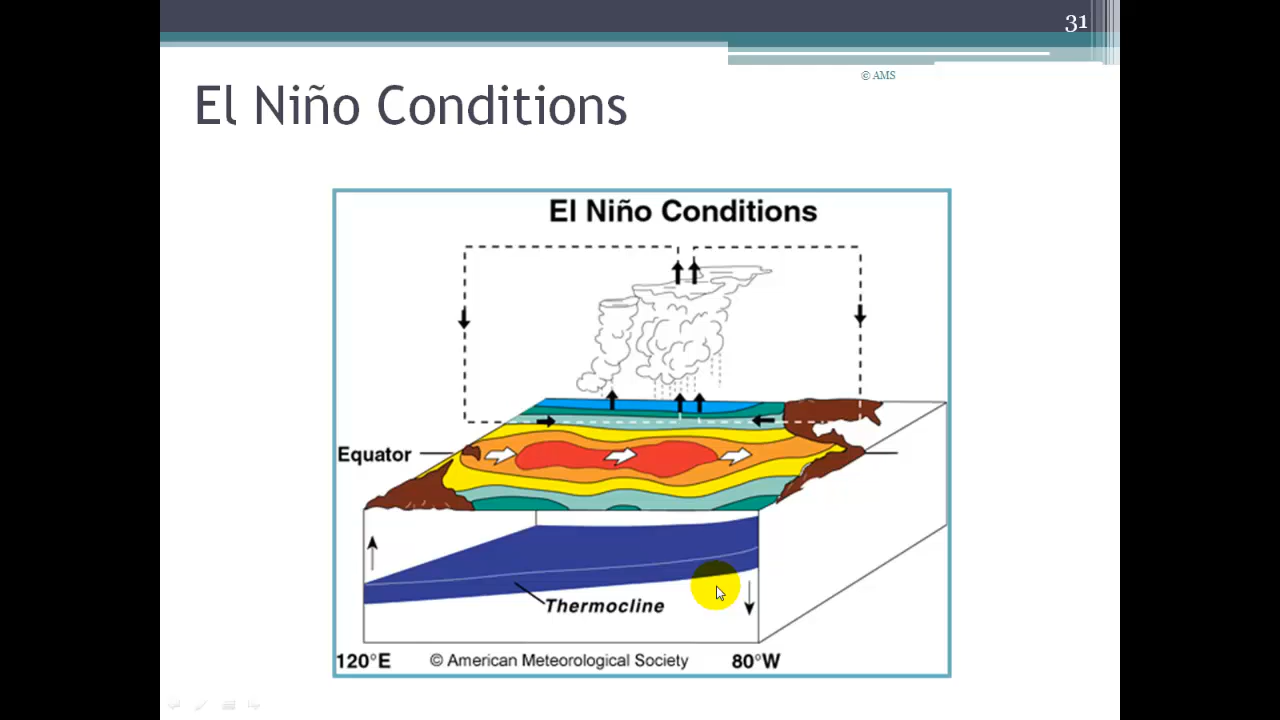 31
© AMS
El Niño Conditions
El Niño Conditions
Equator
Thermocline
120°E © American Meteorological Society 80°W